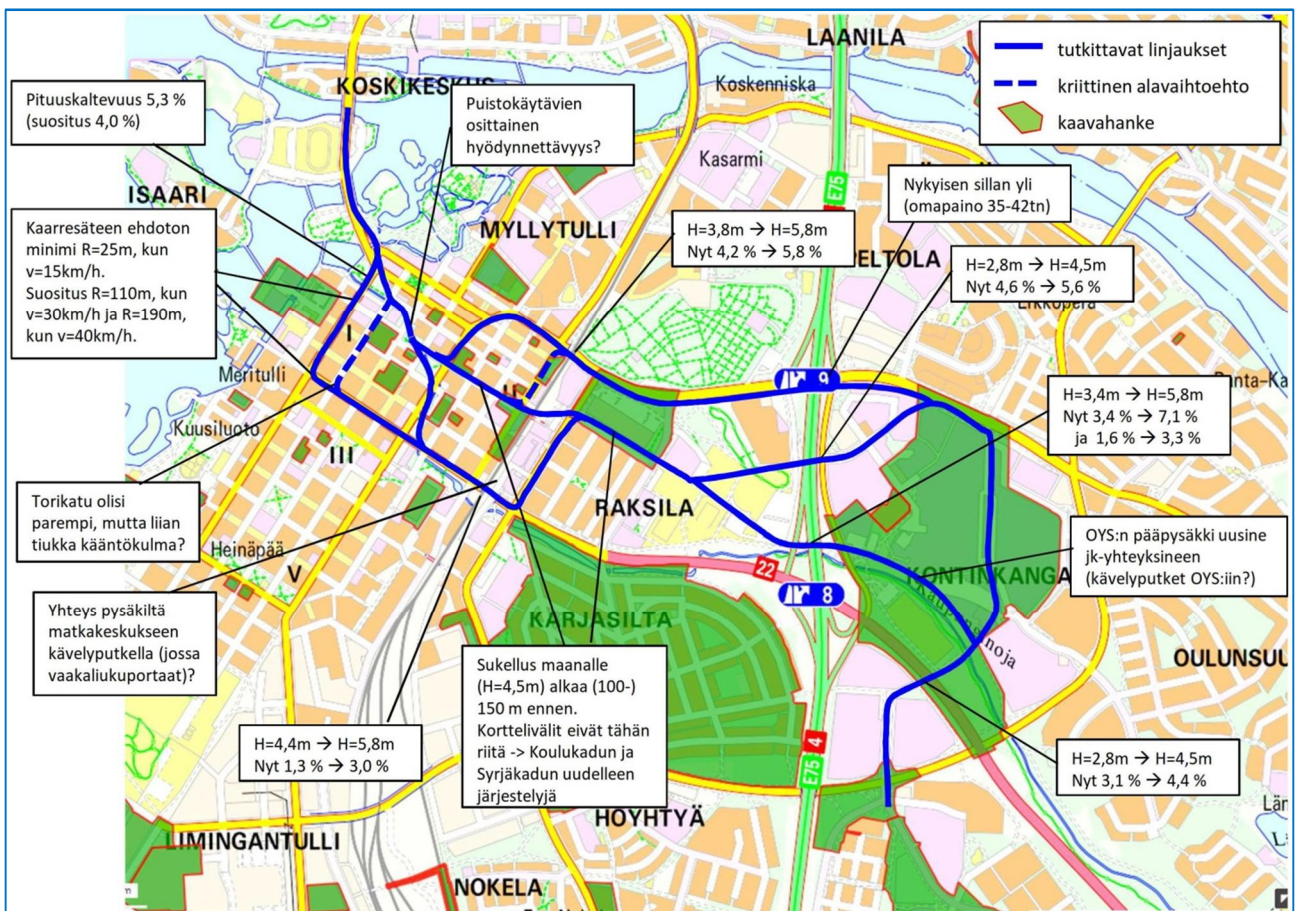 LAANILA
tutkittavat linjaukset
kriittinen alavaihtoehto
kaavahanke
KOSKIKESKUS
Koskenniska
Pituuskaltevuus 5,3 %
(suositus 4,0 %)
Puistokäytävien
osittainen
hyödynnettävyys?
E75
Kasarmi
Nykyisen sillan yli
(omapaino 35-42tn)
ISAARI
Kaarresäteen ehdoton
minimi R=25m, kun
v=15km/h.
Suositus R=110m, kun
v=30km/h ja R=190m,
kun v=40km/h.
MYLLYTULLI
H=3,8m → H=5,8m
Nyt 4,2 % → 5,8 %
PELTOLA
H=2,8m → H=4,5m
Nyt 4,6 % → 5,6 %
I
Meritulli
9
H=3,4m → H=5,8m
Nyt 3,4 % → 7,1 %
ja 1,6 % → 3,3 %
II
Kuusiluoto
III
Torikatu olisi
parempi, mutta liian
tiukka kääntökulma?
RAKSILA
OYS:n pääpysäkki uusine
jk-yhteyksineen
(kävelyputket OYS:iin?)
Heinäpää
V
22
8
KONTINKANGA
Kaupunginoja
Yhteys pysäkiltä
matkakeskukseen
kävelyputkella (jossa
vaakaliukuportaat)?
KARJASILTA
Sukellus maanalle
(H=4,5m) alkaa (100-)
150 m ennen.
Korttelivälit eivät tähän
riitä -> Koulukadun ja
Syrjäkadun uudelleen
järjestelyjä
OULUNSUU
H=4,4m → H=5,8m
Nyt 1,3 % → 3,0 %
E75 4
H=2,8m → H=4,5m
Nyt 3,1 % → 4,4 %
HÖYHTYÄ
LIMINGANTULLI
NOKELA